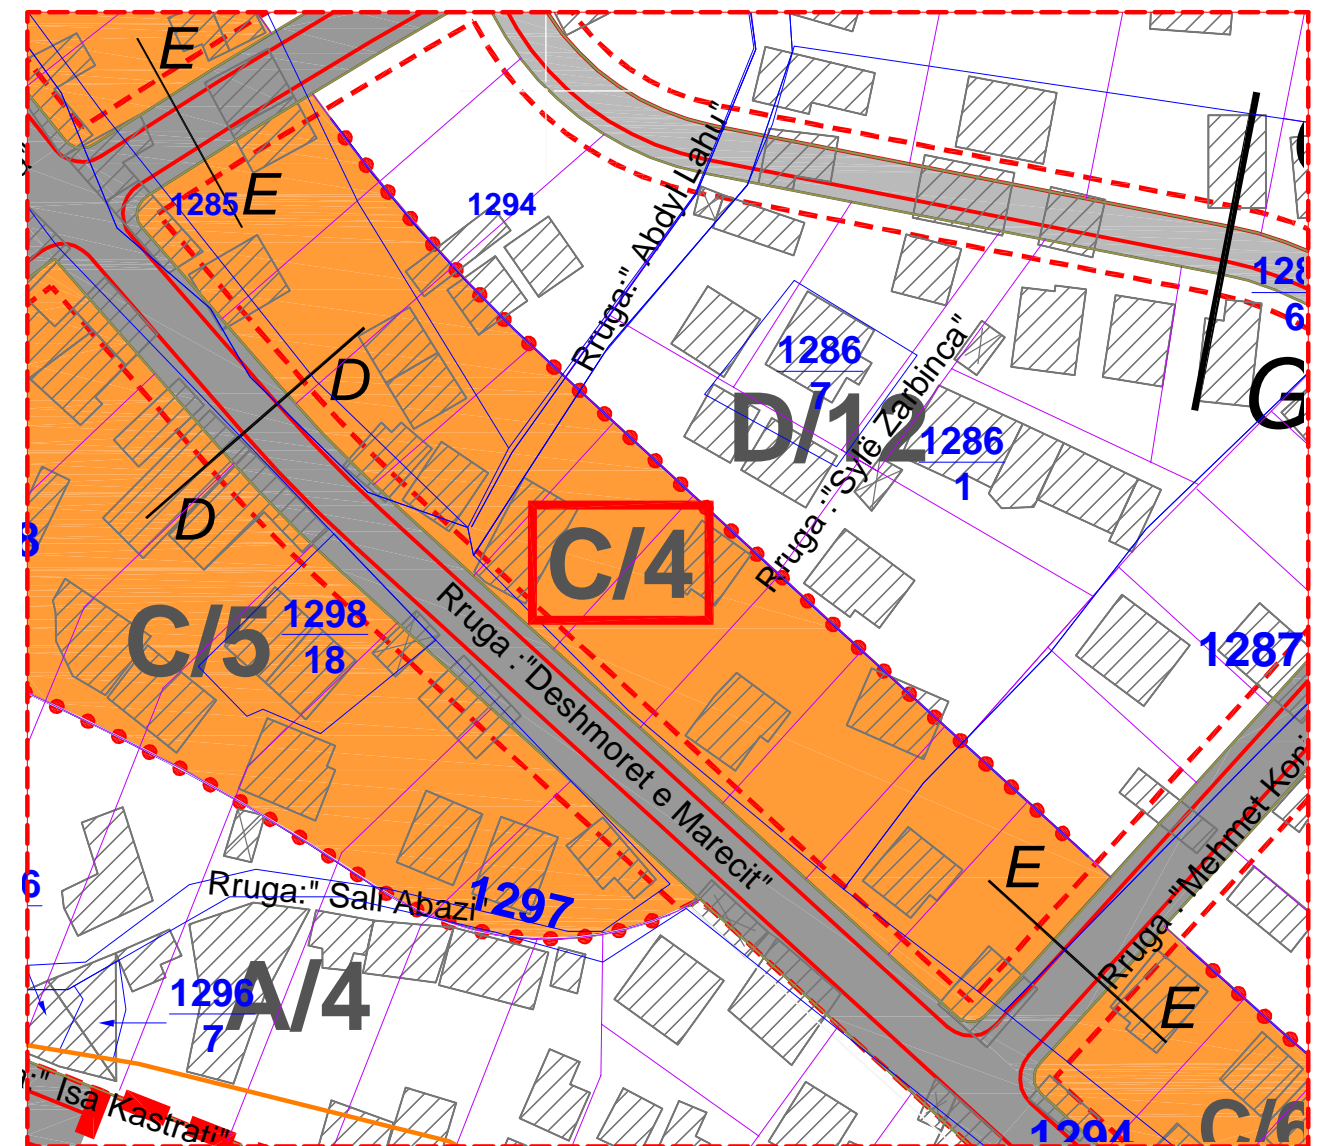 E
1285
E
1294
Rruga:" Abdyl Lahu"
1286
7
D/12
Rruga :"Sylë Zarbinca"
1286
1
G
D
D
C/4
C/5
1298
18
Rruga :"Deshmoret e Marecit"
1287
Rruga:" Sali Abazi"
1297
A/4
1296
7
E
E
Rruga :"Mehmet Kon
:" Isa Kastrati"
C/6
1294
128
6
6